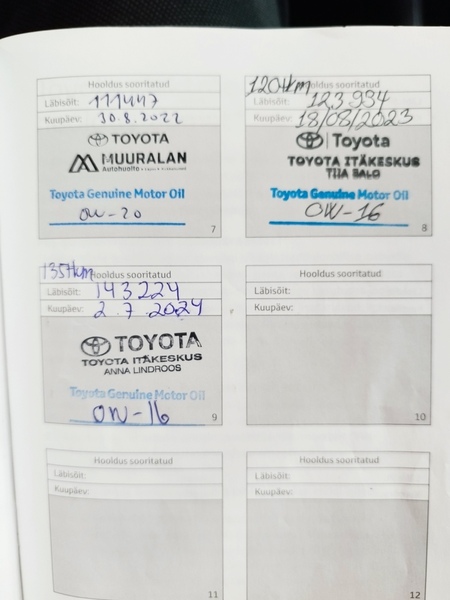 Hooldus sooritatud
Läbisõit: 111447
Kuupäev: 30.8.2022
TOYOTA
MUURALAN
Autohuolto
Toyota Genuine Motor Oil
0W-20
7
120tkm Hooldus sooritatud
Läbisõit: 123994
Kuupäev: 18/08/2023
Toyota
TOYOTA ITÄKESKUS
TIIA SALO
Toyota Genuine Motor Oil
0W-16
8
135tkm Hooldus sooritatud
Läbisõit: 143224
Kuupäev: 2.7.2024
TOYOTA
TOYOTA ITÄKESKUS
ANNA LINDROOS
Toyota Genuine Motor Oil
0W-16
9
Hooldus sooritatud
Läbisõit:
Kuupäev:
10
Hooldus sooritatud
Läbisõit:
Kuupäev:
11
Hooldus sooritatud
Läbisõit:
Kuupäev:
12